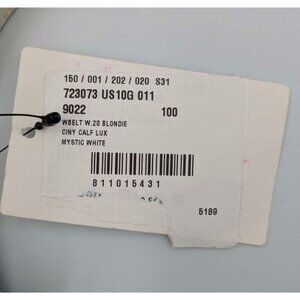 150 / 001 / 202 / 020 S31
723073 US10G 011
9022 100
WBELT W.20 BLONDIE
CINY CALF LUX
MYSTIC WHITE
811015431
5189